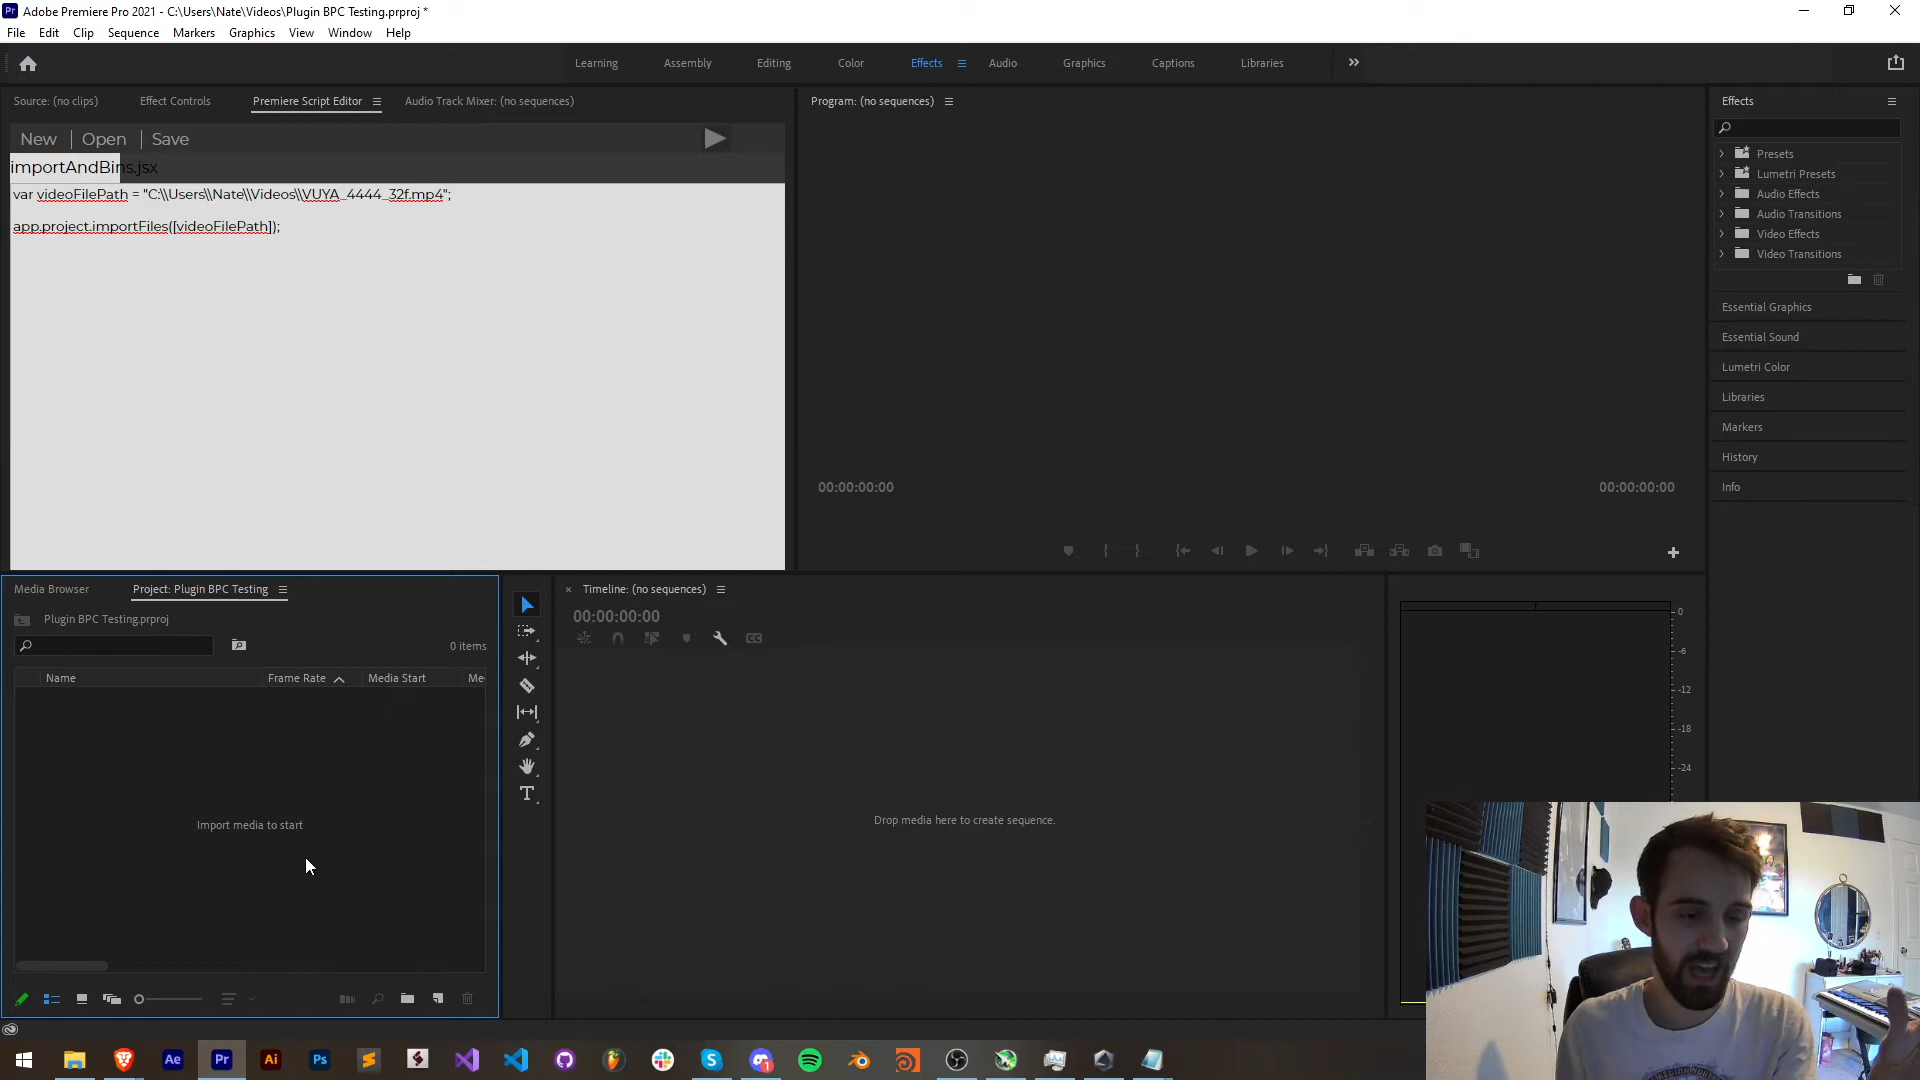 Adobe Premiere Pro 2021 - C:\Users\Nate\Videos\Plugin BPC Testing.prproj *
File Edit Clip Sequence Markers Graphics View Window Help
Learning Assembly Editing Color Effects Audio Graphics Captions Libraries
Source: (no clips) Effect Controls Premiere Script Editor Audio Track Mixer: (no sequences)
New | Open | Save
importAndBins.jsx
var videoFilePath = "C:\\Users\\Nate\\Videos\\VUYA_4444_32f.mp4";
app.project.importFiles([videoFilePath]);
Program: (no sequences)
00:00:00:00
00:00:00:00
Effects
Presets
Lumetri Presets
Audio Effects
Audio Transitions
Video Effects
Video Transitions
Essential Graphics
Essential Sound
Lumetri Color
Libraries
Markers
History
Info
Media Browser Project: Plugin BPC Testing
Plugin BPC Testing.prproj
0 items
Name Frame Rate Media Start Me
Import media to start
Timeline: (no sequences)
00:00:00:00
CC
Drop media here to create sequence.
0
-6
-12
-18
-24